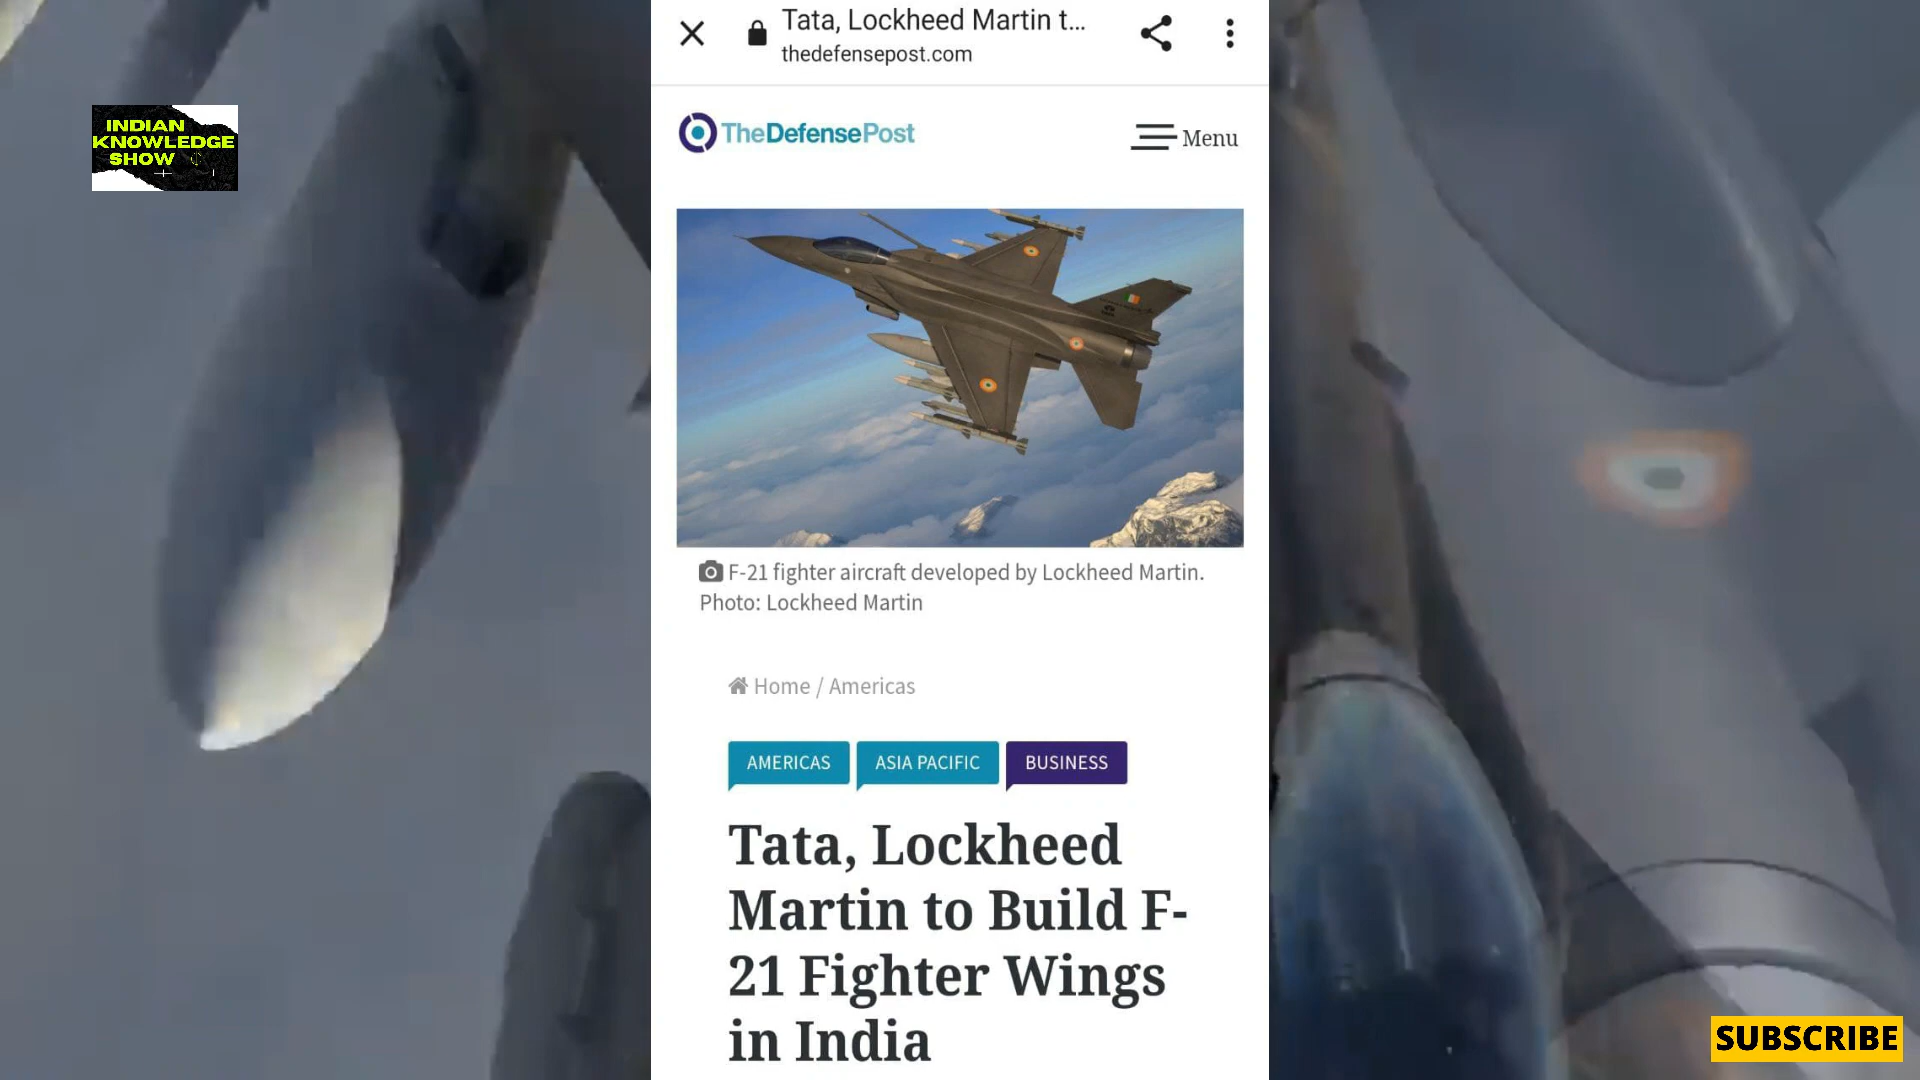 Tata, Lockheed Martin t...
thedefensepost.com
INDIAN
KNOWLEDGE
SHOW
TheDefensePost
Menu
F-21 fighter aircraft developed by Lockheed Martin.
Photo: Lockheed Martin
Home / Americas
AMERICAS
ASIA PACIFIC
BUSINESS
Tata, Lockheed
Martin to Build F-
21 Fighter Wings
in India
SUBSCRIBE